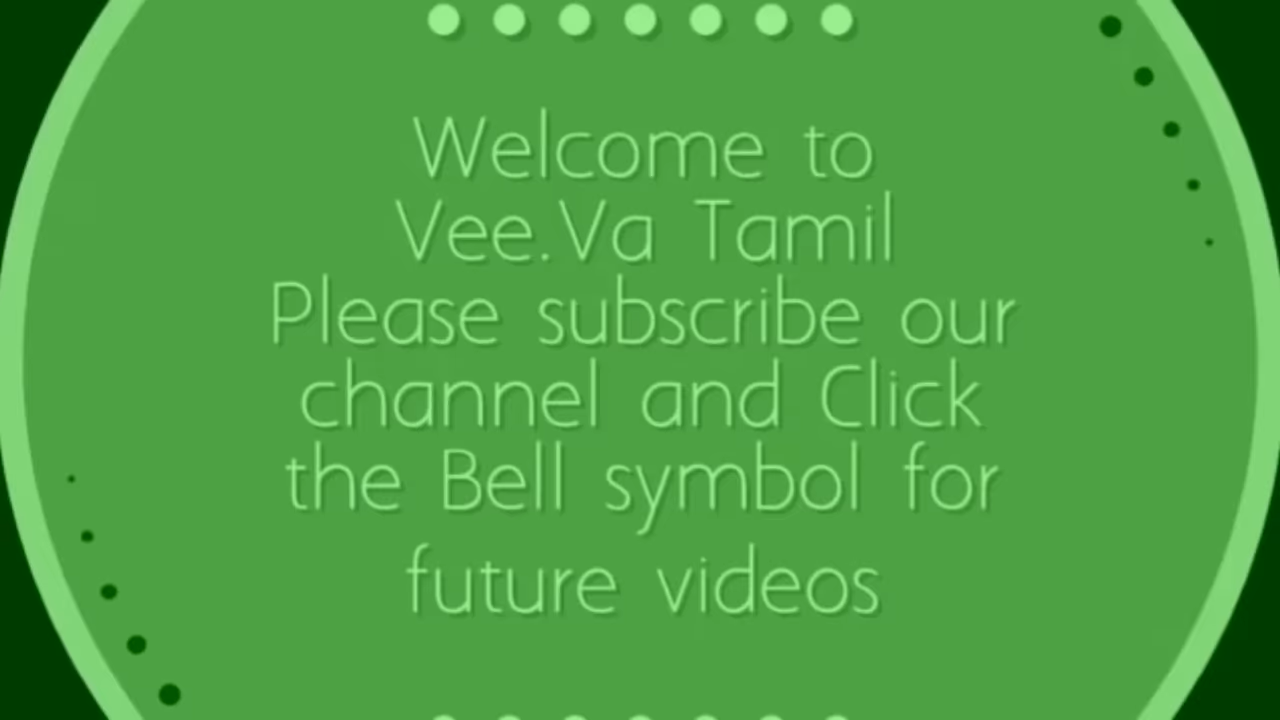 Welcome to
Vee.Va Tamil
Please subscribe our
channel and Click
the Bell symbol for
future videos